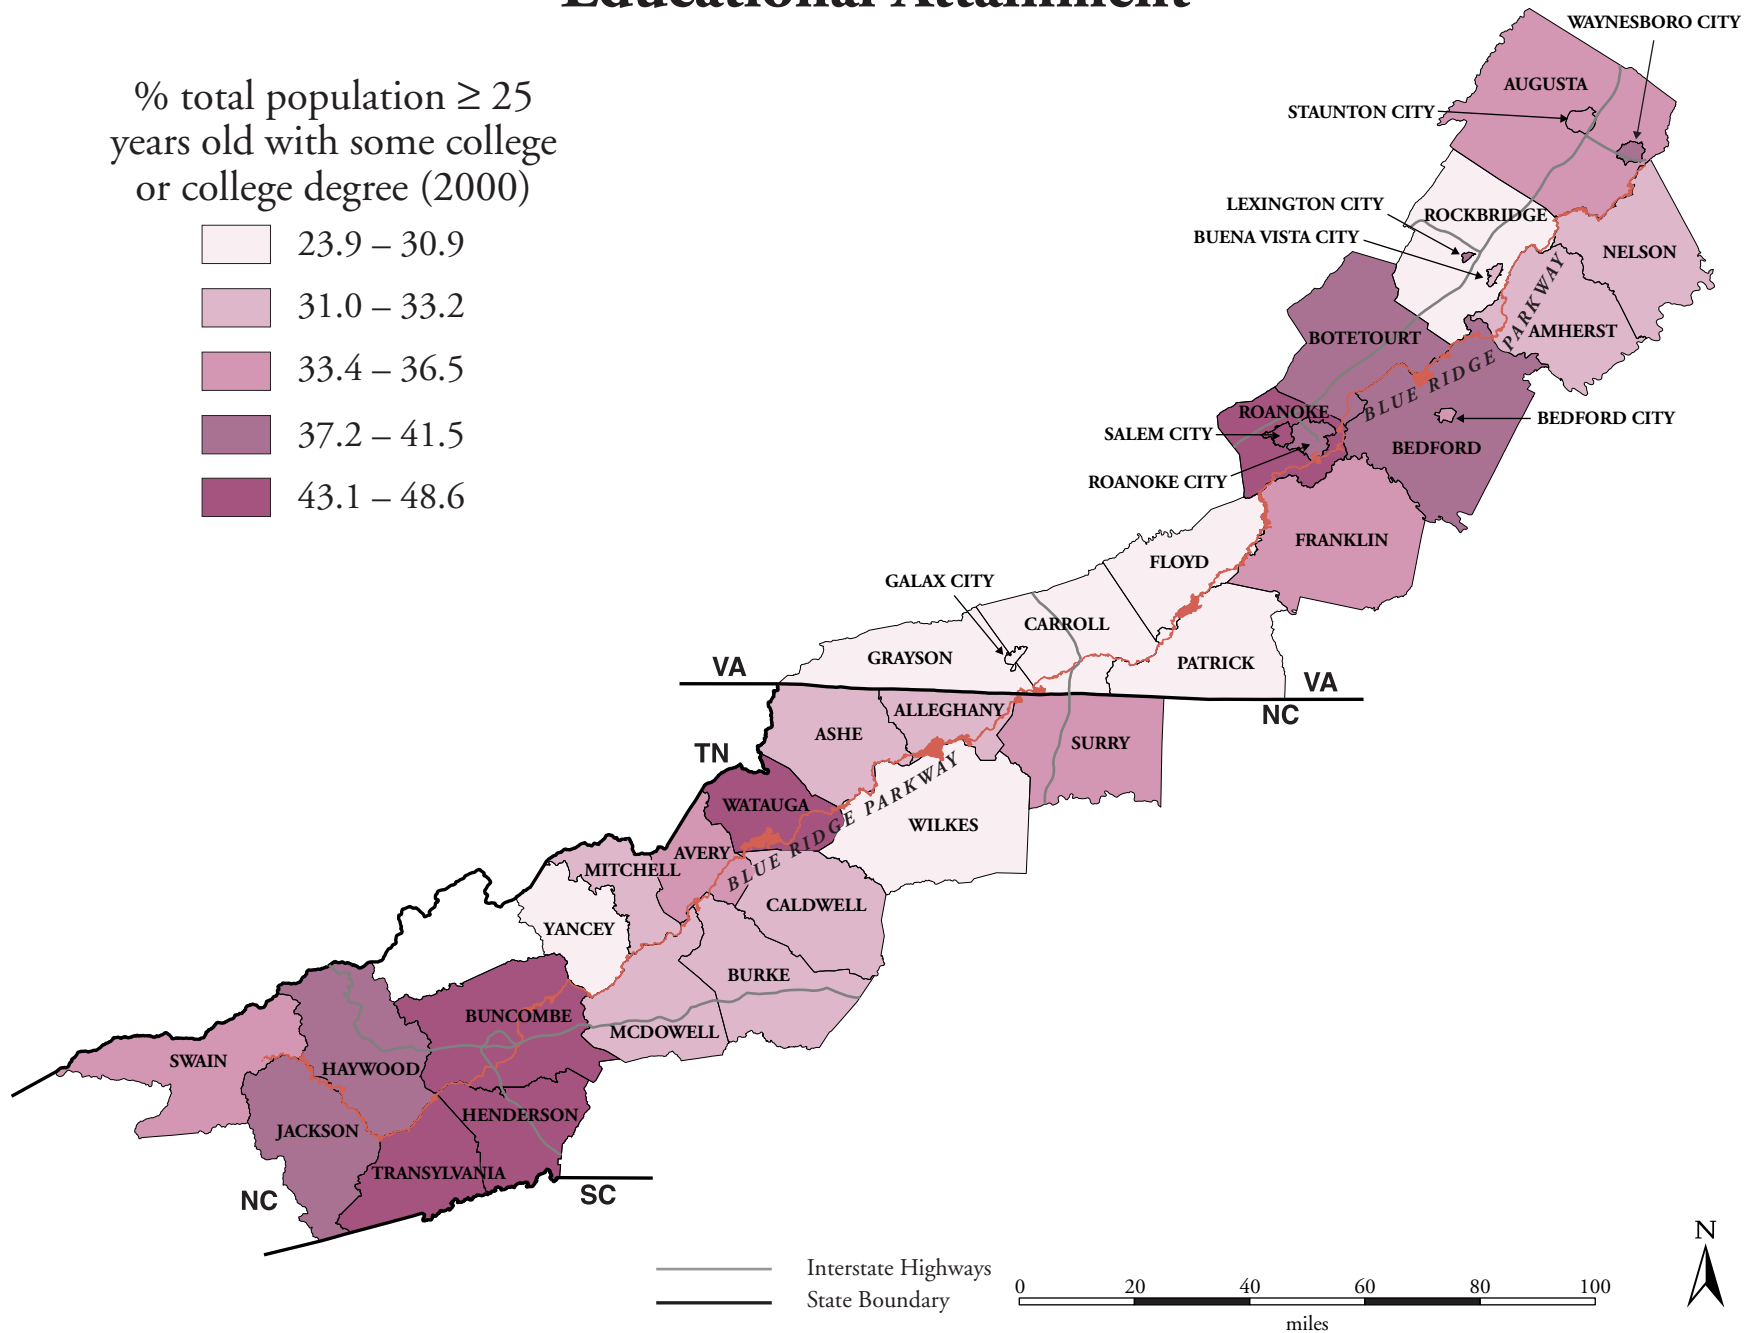 Educational Attainment
% total population ≥ 25
years old with some college
or college degree (2000)
23.9 – 30.9
31.0 – 33.2
33.4 – 36.5
37.2 – 41.5
43.1 – 48.6
WAYNESBORO CITY
AUGUSTA
STAUNTON CITY
LEXINGTON CITY
ROCKBRIDGE
BUENA VISTA CITY
NELSON
AMHERST
BOTETOURT
BLUE RIDGE PARKWAY
ROANOKE
BEDFORD CITY
SALEM CITY
BEDFORD
ROANOKE CITY
FRANKLIN
FLOYD
GALAX CITY
CARROLL
GRAYSON
PATRICK
VA
VA
NC
ALLEGHANY
ASHE
SURRY
TN
WATAUGA
WILKES
BLUE RIDGE PARKWAY
AVERY
MITCHELL
CALDWELL
YANCEY
BURKE
BUNCOMBE
MCDOWELL
SWAIN
HAYWOOD
HENDERSON
JACKSON
TRANSYLVANIA
NC
SC
N
Interstate Highways
State Boundary
0 20 40 60 80 100
miles